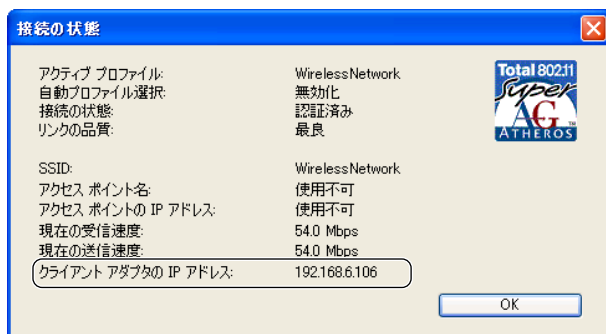 接続の状態
アクティブ プロファイル: WirelessNetwork
自動プロファイル選択: 無効化
接続の状態: 認証済み
リンクの品質: 最良
Total 802.11
Super
AG™
ATHEROS
SSID: WirelessNetwork
アクセス ポイント名: 使用不可
アクセス ポイントの IP アドレス: 使用不可
現在の受信速度: 54.0 Mbps
現在の送信速度: 54.0 Mbps
クライアント アダプタの IP アドレス: 192.168.6.106
OK